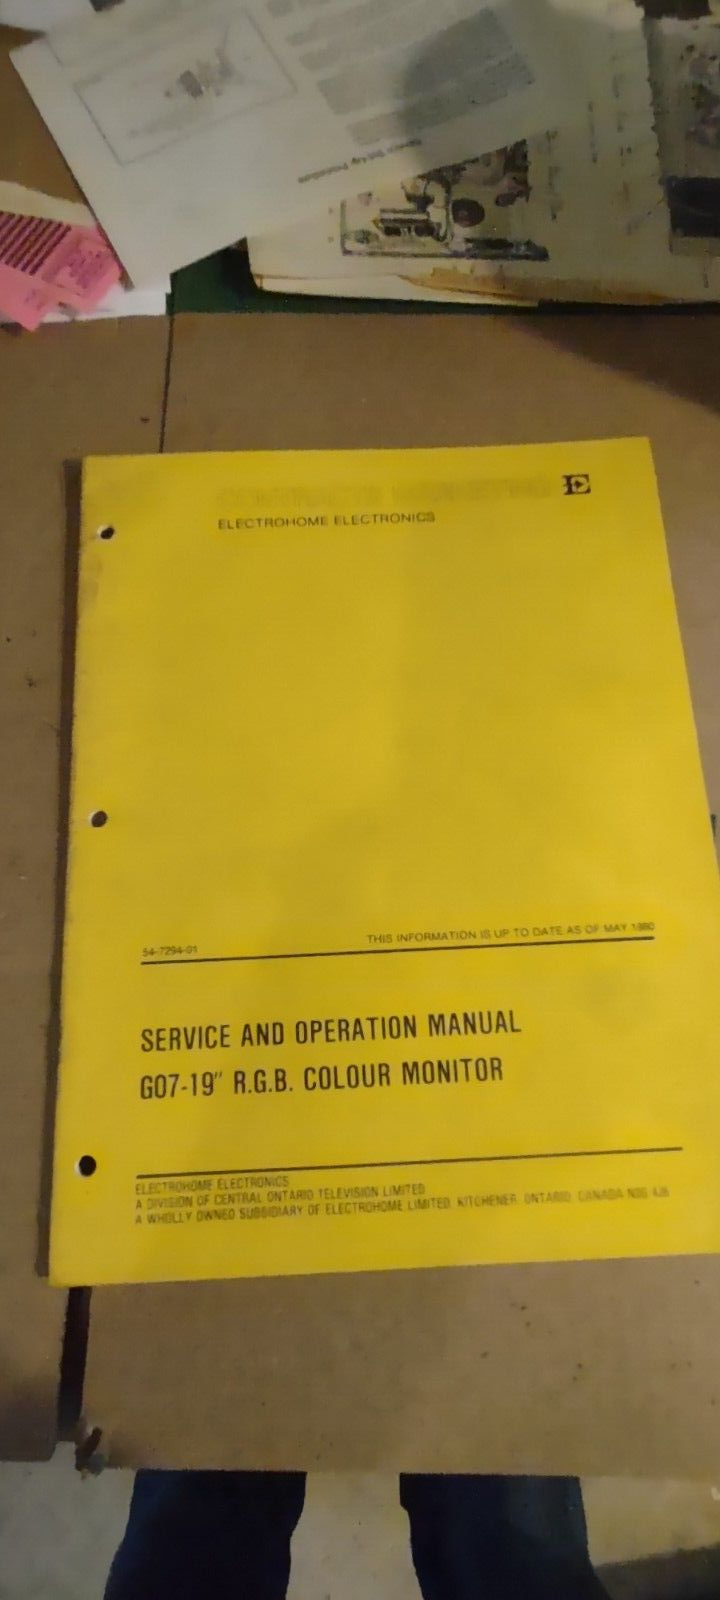 ELECTROHOME ELECTRONICS
54-7294-01
THIS INFORMATION IS UP TO DATE AS OF MAY 1980
SERVICE AND OPERATION MANUAL
G07-19" R.G.B. COLOUR MONITOR
ELECTROHOME ELECTRONICS
A DIVISION OF CENTRAL ONTARIO TELEVISION LIMITED
A WHOLLY OWNED SUBSIDIARY OF ELECTROHOME LIMITED, KITCHENER, ONTARIO, CANADA